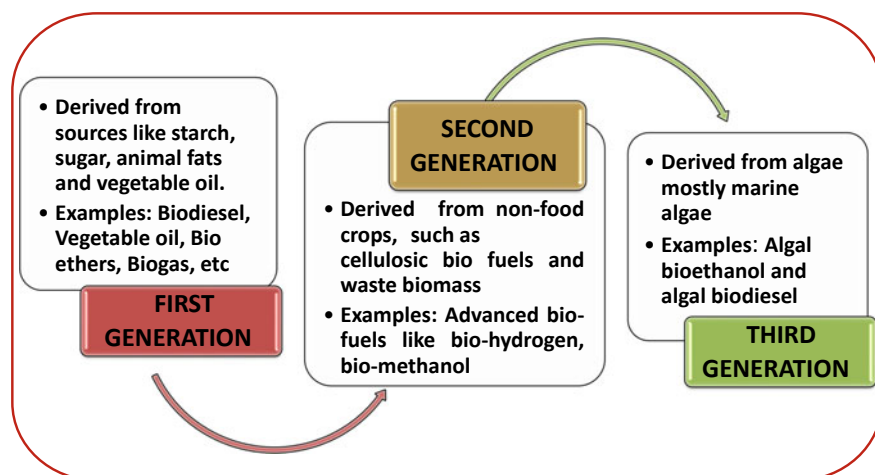 • Derived from
sources like starch,
sugar, animal fats
and vegetable oil.
• Examples: Biodiesel,
Vegetable oil, Bio
ethers, Biogas, etc
FIRST
GENERATION
SECOND
GENERATION
• Derived from non-food
crops, such as
cellulosic bio fuels and
waste biomass
• Examples: Advanced bio-
fuels like bio-hydrogen,
bio-methanol
• Derived from algae
mostly marine
algae
• Examples: Algal
bioethanol and
algal biodiesel
THIRD
GENERATION